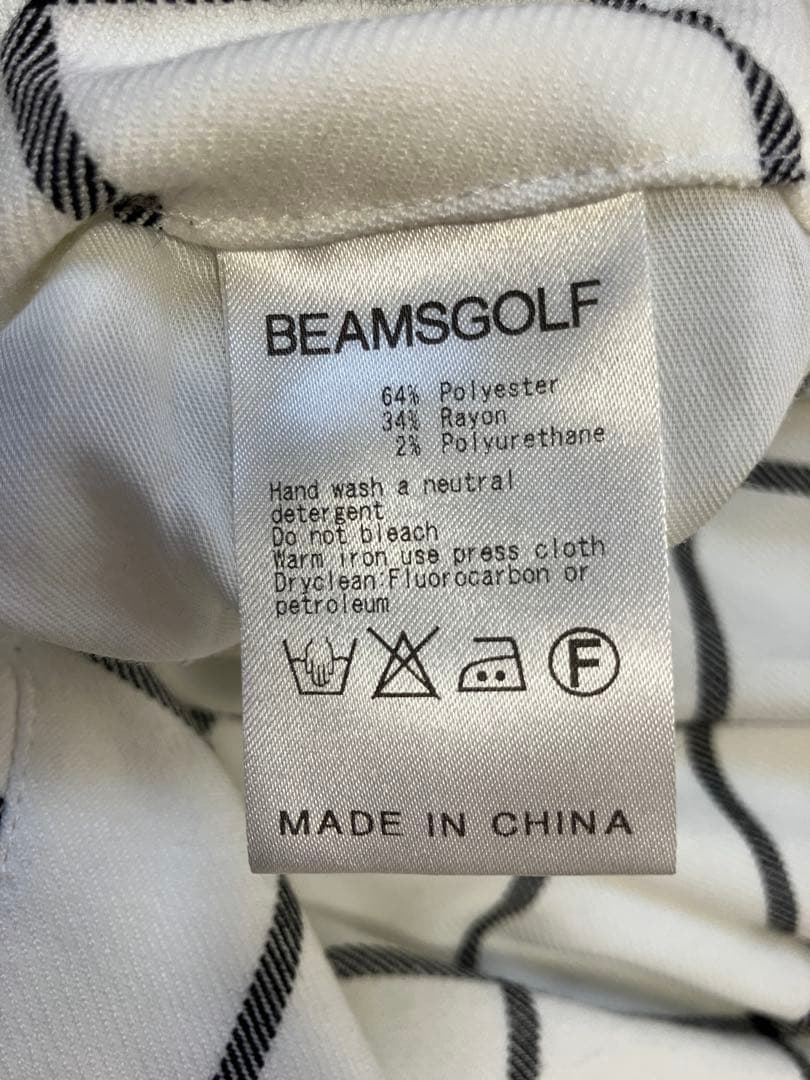 BEAMSGOLF
64% Polyester
34% Rayon
2% Polyurethane
Hand wash a neutral
detergent
Do not bleach
Warm iron use press cloth
Dryclean:Fluorocarbon or
petroleum
F
MADE IN CHINA